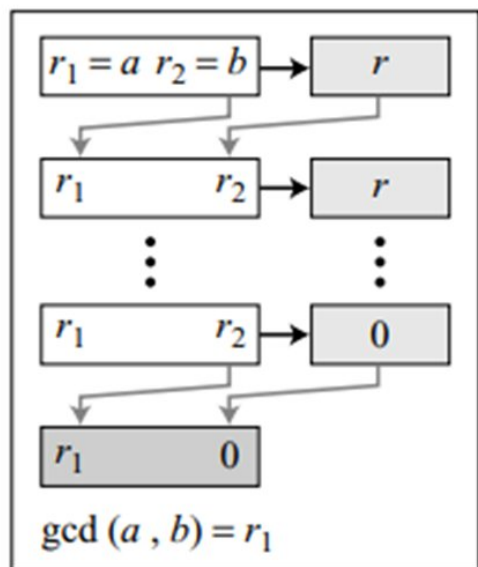 r₁ = a r₂ = b r
r₁ r₂ r
r₁ r₂ 0
r₁ 0
gcd (a , b) = r₁